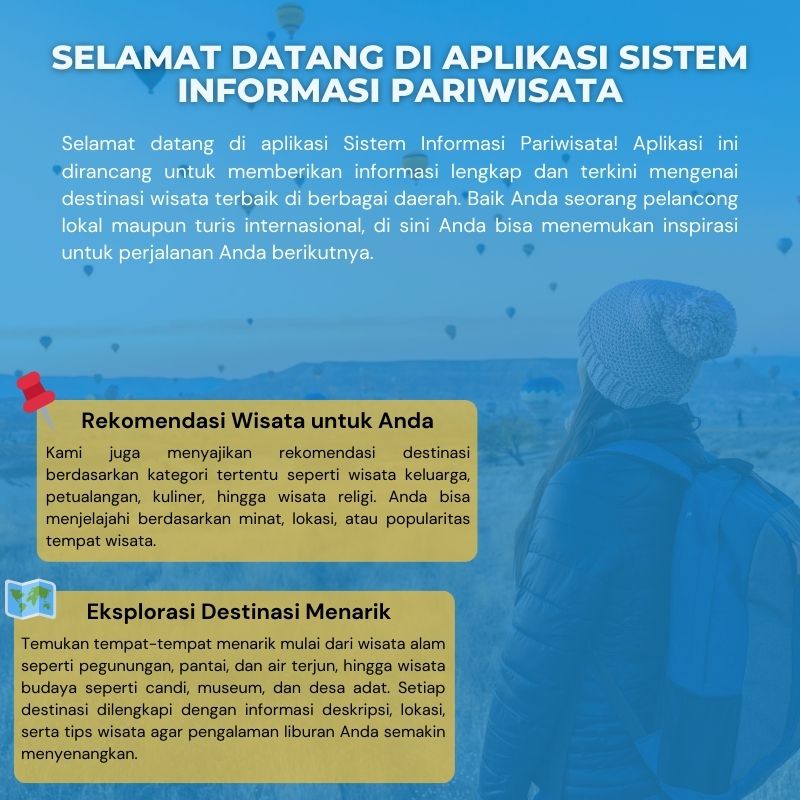 SELAMAT DATANG DI APLIKASI SISTEM
INFORMASI PARIWISATA
Selamat datang di aplikasi Sistem Informasi Pariwisata! Aplikasi ini
dirancang untuk memberikan informasi lengkap dan terkini mengenai
destinasi wisata terbaik di berbagai daerah. Baik Anda seorang pelancong
lokal maupun turis internasional, di sini Anda bisa menemukan inspirasi
untuk perjalanan Anda berikutnya.
Rekomendasi Wisata untuk Anda
Kami juga menyajikan rekomendasi destinasi
berdasarkan kategori tertentu seperti wisata keluarga,
petualangan, kuliner, hingga wisata religi. Anda bisa
menjelajahi berdasarkan minat, lokasi, atau popularitas
tempat wisata.
Eksplorasi Destinasi Menarik
Temukan tempat-tempat menarik mulai dari wisata alam
seperti pegunungan, pantai, dan air terjun, hingga wisata
budaya seperti candi, museum, dan desa adat. Setiap
destinasi dilengkapi dengan informasi deskripsi, lokasi,
serta tips wisata agar pengalaman liburan Anda semakin
menyenangkan.